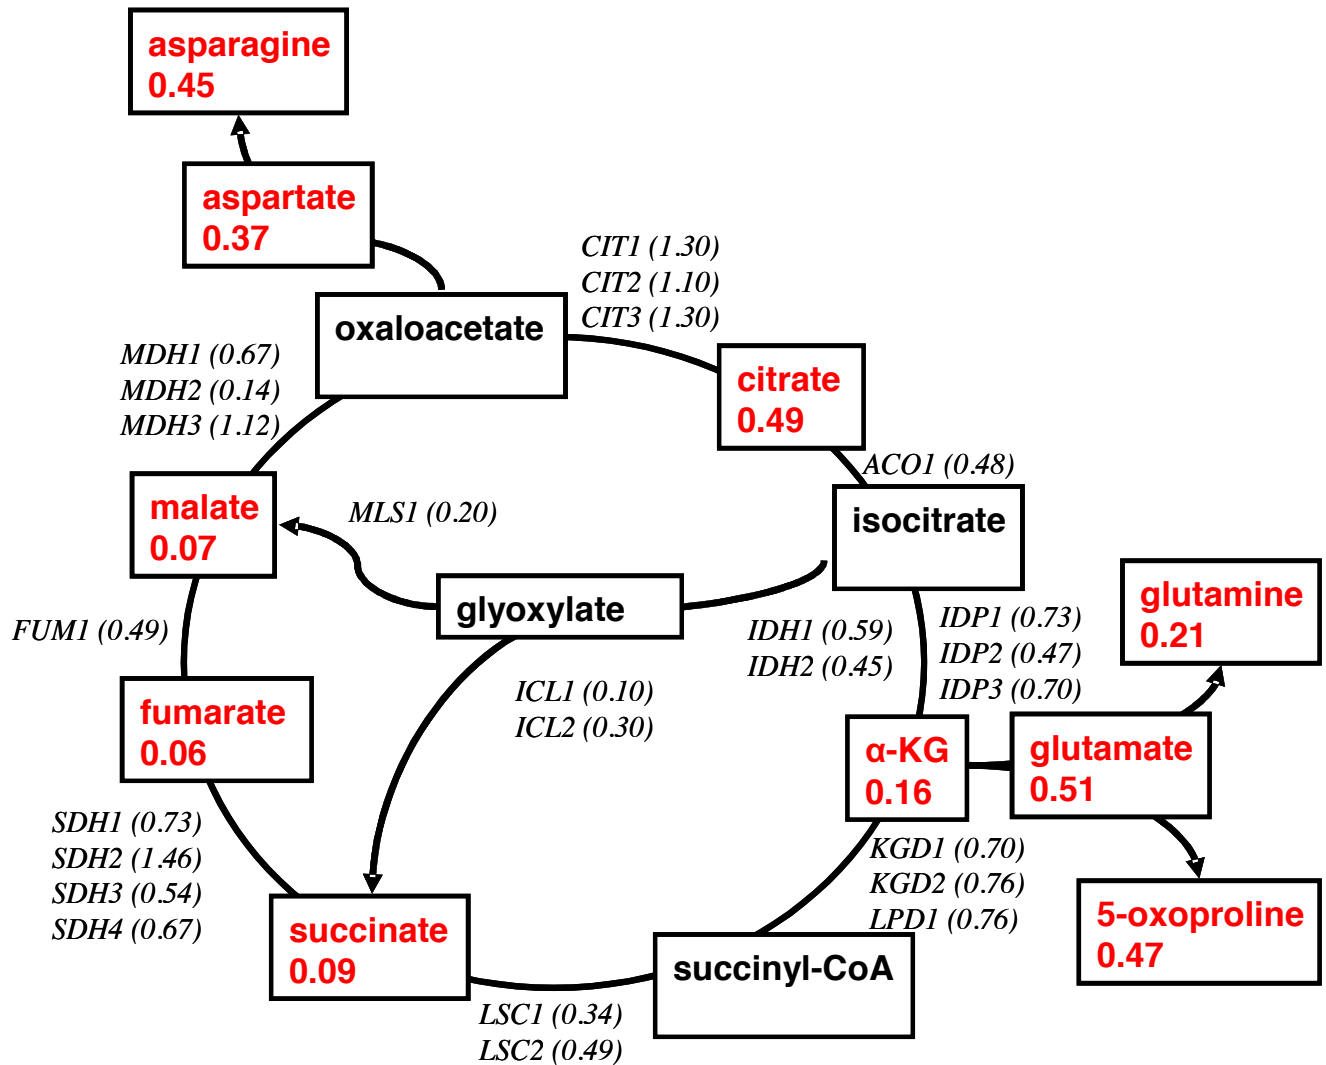 asparagine
0.45
aspartate
0.37
CIT1 (1.30)
CIT2 (1.10)
CIT3 (1.30)
oxaloacetate
MDH1 (0.67)
MDH2 (0.14)
MDH3 (1.12)
citrate
0.49
ACO1 (0.48)
malate
0.07
MLS1 (0.20)
isocitrate
glyoxylate
glutamine
0.21
FUM1 (0.49)
IDH1 (0.59)
IDH2 (0.45)
IDP1 (0.73)
IDP2 (0.47)
IDP3 (0.70)
ICL1 (0.10)
ICL2 (0.30)
fumarate
0.06
α-KG
0.16
glutamate
0.51
SDH1 (0.73)
SDH2 (1.46)
SDH3 (0.54)
SDH4 (0.67)
KGD1 (0.70)
KGD2 (0.76)
LPD1 (0.76)
5-oxoproline
0.47
succinate
0.09
succinyl-CoA
LSC1 (0.34)
LSC2 (0.49)